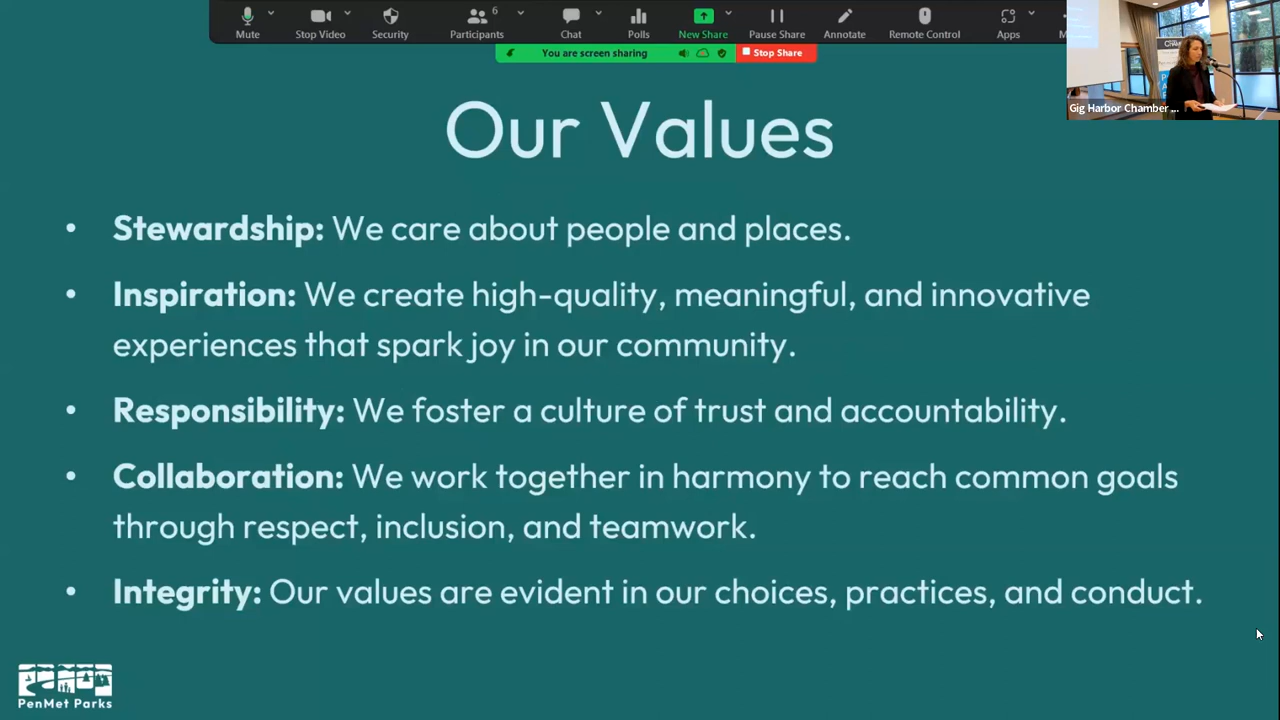 6
Mute
Stop Video
Security
Participants
Chat
Polls
New Share
Pause Share
Annotate
Remote Control
Apps
You are screen sharing
Stop Share
Gig Harbor Chamber ...
Our Values
• Stewardship: We care about people and places.
• Inspiration: We create high-quality, meaningful, and innovative
experiences that spark joy in our community.
• Responsibility: We foster a culture of trust and accountability.
• Collaboration: We work together in harmony to reach common goals
through respect, inclusion, and teamwork.
• Integrity: Our values are evident in our choices, practices, and conduct.
PenMet Parks